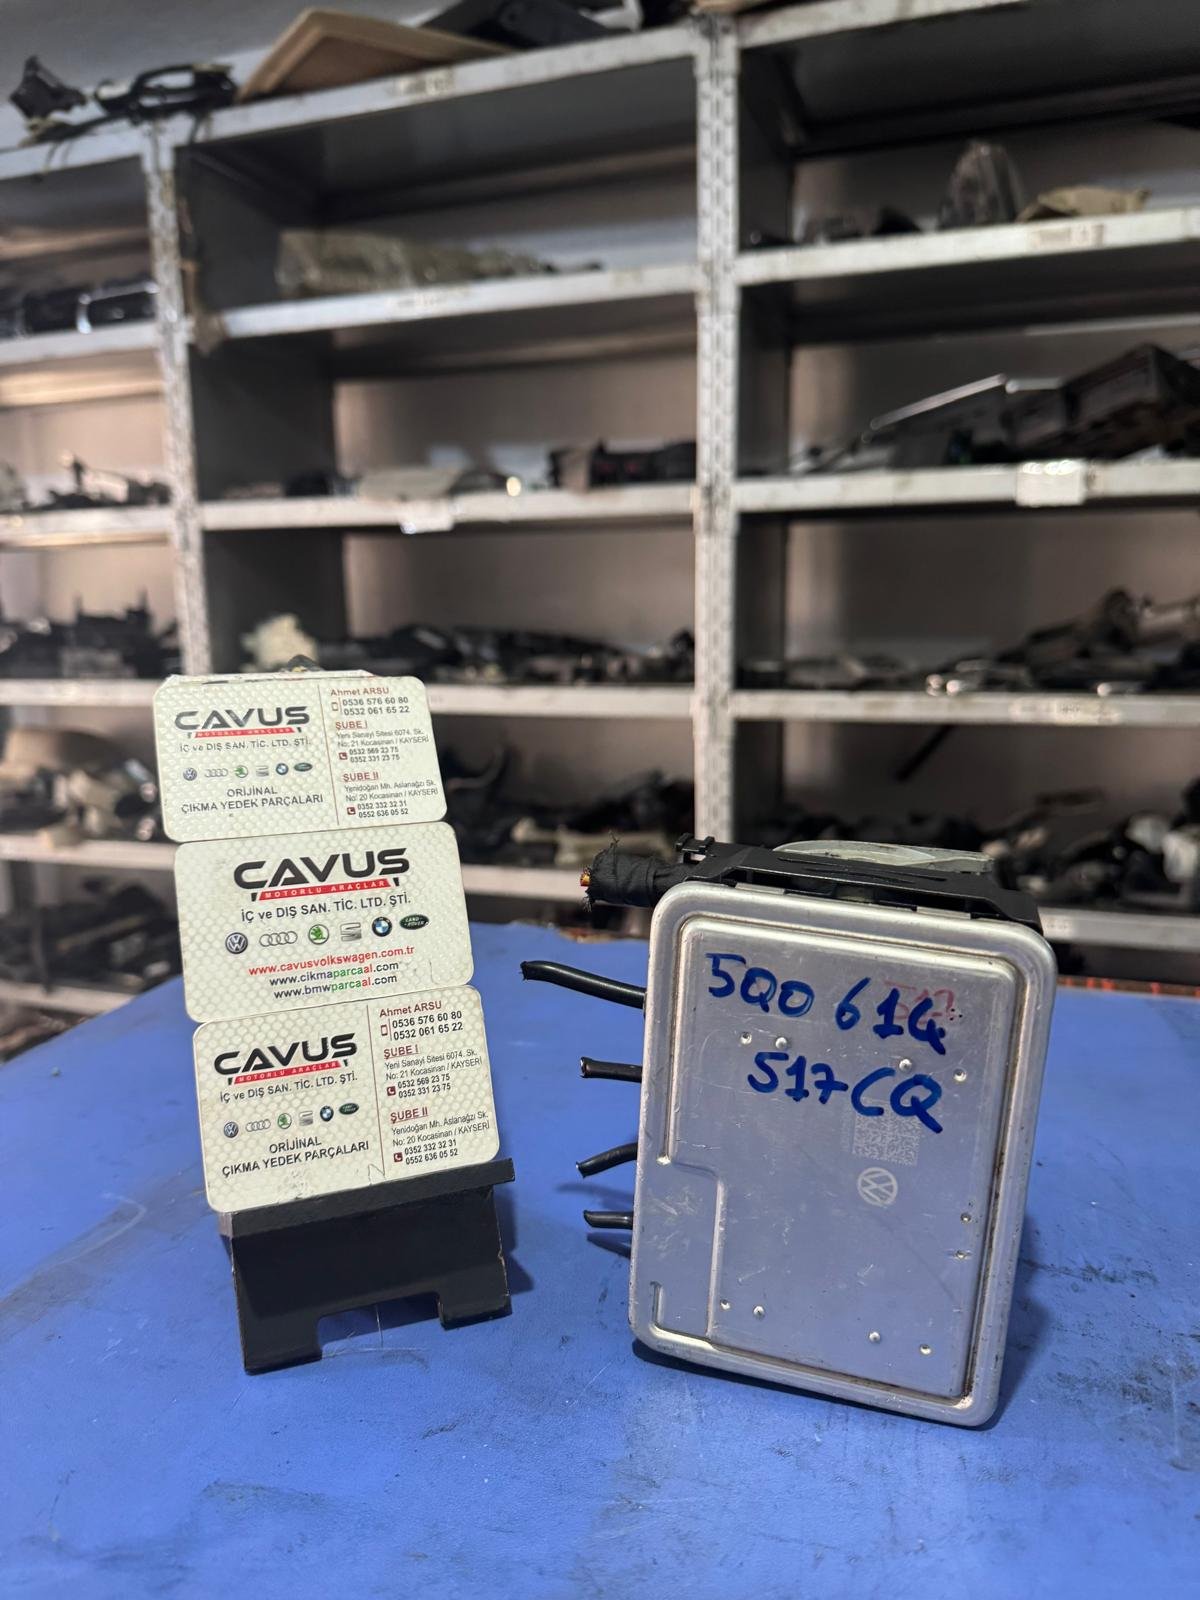 CAVUS
MOTORLU ARAÇLAR
İÇ ve DIŞ SAN. TİC. LTD. ŞTİ.
ORİJİNAL
ÇIKMA YEDEK PARÇALARI
Ahmet ARSU
0536 576 60 80
0532 061 65 22
ŞUBE I
Yeni Sanayi Sitesi 6074. Sk.
No: 21 Kocasinan / KAYSERİ
0532 569 23 75
0352 331 23 75
ŞUBE II
Yenidoğan Mh. Aslanağzı Sk.
No: 20 Kocasinan / KAYSERİ
0352 332 32 31
0552 636 05 52
CAVUS
MOTORLU ARAÇLAR
İÇ ve DIŞ SAN. TİC. LTD. ŞTİ.
LAND ROVER
www.cavusvolkswagen.com.tr
www.cikmaparcaal.com
www.bmwparcaal.com
CAVUS
MOTORLU ARAÇLAR
İÇ ve DIŞ SAN. TİC. LTD. ŞTİ.
ORİJİNAL
ÇIKMA YEDEK PARÇALARI
Ahmet ARSU
0536 576 60 80
0532 061 65 22
ŞUBE I
Yeni Sanayi Sitesi 6074. Sk.
No: 21 Kocasinan / KAYSERİ
0532 569 23 75
0352 331 23 75
ŞUBE II
Yenidoğan Mh. Aslanağzı Sk.
No: 20 Kocasinan / KAYSERİ
0352 332 32 31
0552 636 05 52
5Q0 614
517CQ